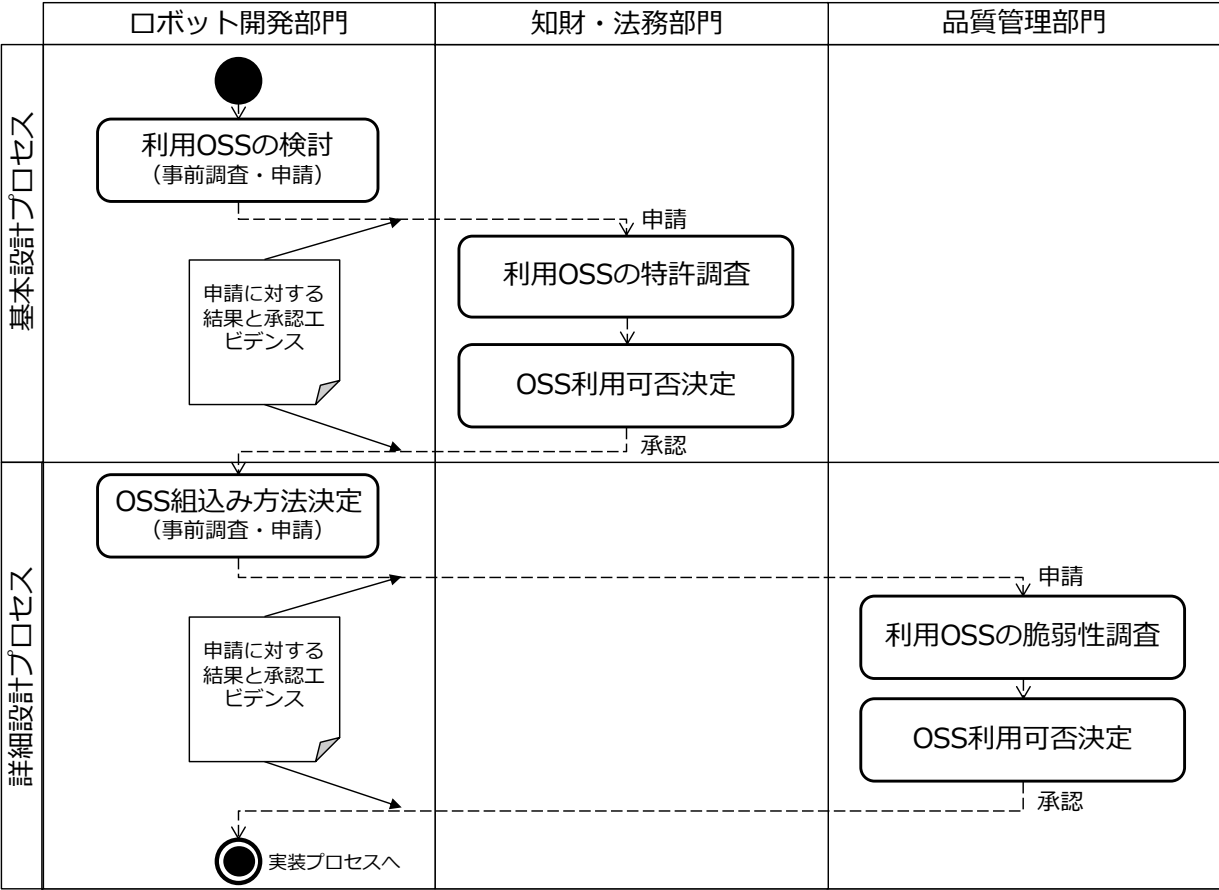 ロボット開発部門
知財・法務部門
品質管理部門
基本設計プロセス
利用OSSの検討
（事前調査・申請）
申請
利用OSSの特許調査
申請に対する
結果と承認エ
ビデンス
OSS利用可否決定
承認
詳細設計プロセス
OSS組込み方法決定
（事前調査・申請）
申請
利用OSSの脆弱性調査
申請に対する
結果と承認エ
ビデンス
OSS利用可否決定
承認
実装プロセスへ